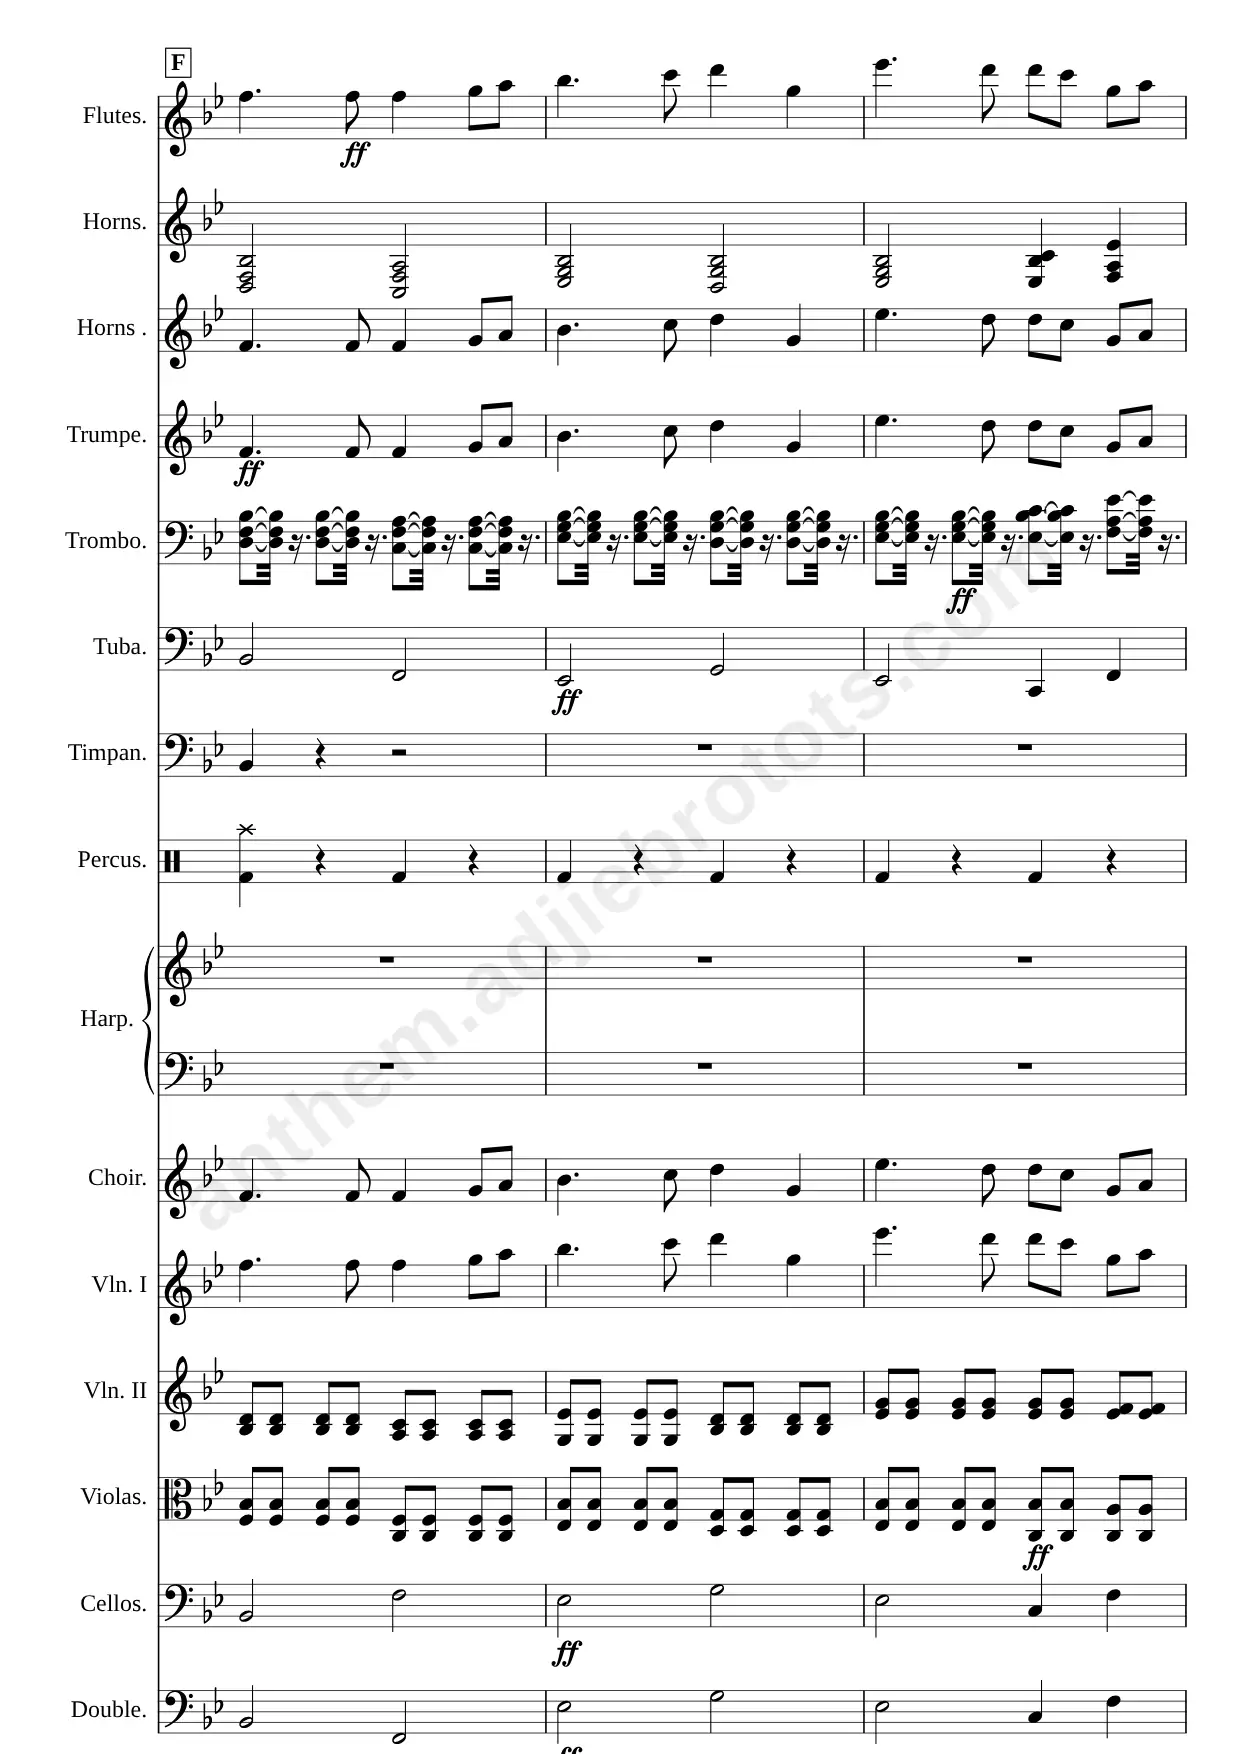 F
Flutes.
ff
Horns.
Horns .
Trumpe.
ff
Trombo.
ff
Tuba.
ff
Timpan.
Percus.
Harp.
Choir.
Vln. I
Vln. II
Violas.
ff
Cellos.
ff
Double.
ff
anthem.adjiebrotots.com